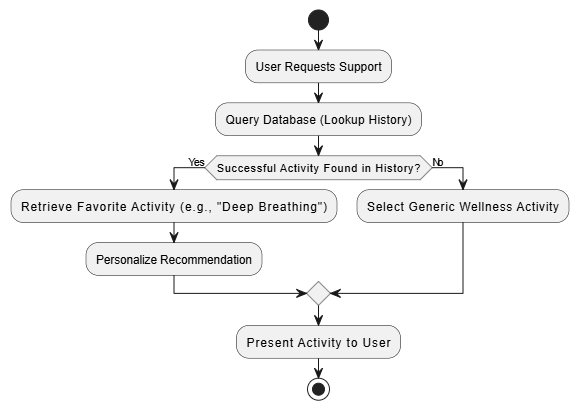 User Requests Support
Query Database (Lookup History)
Yes
Successful Activity Found in History?
No
Retrieve Favorite Activity (e.g., "Deep Breathing")
Select Generic Wellness Activity
Personalize Recommendation
Present Activity to User